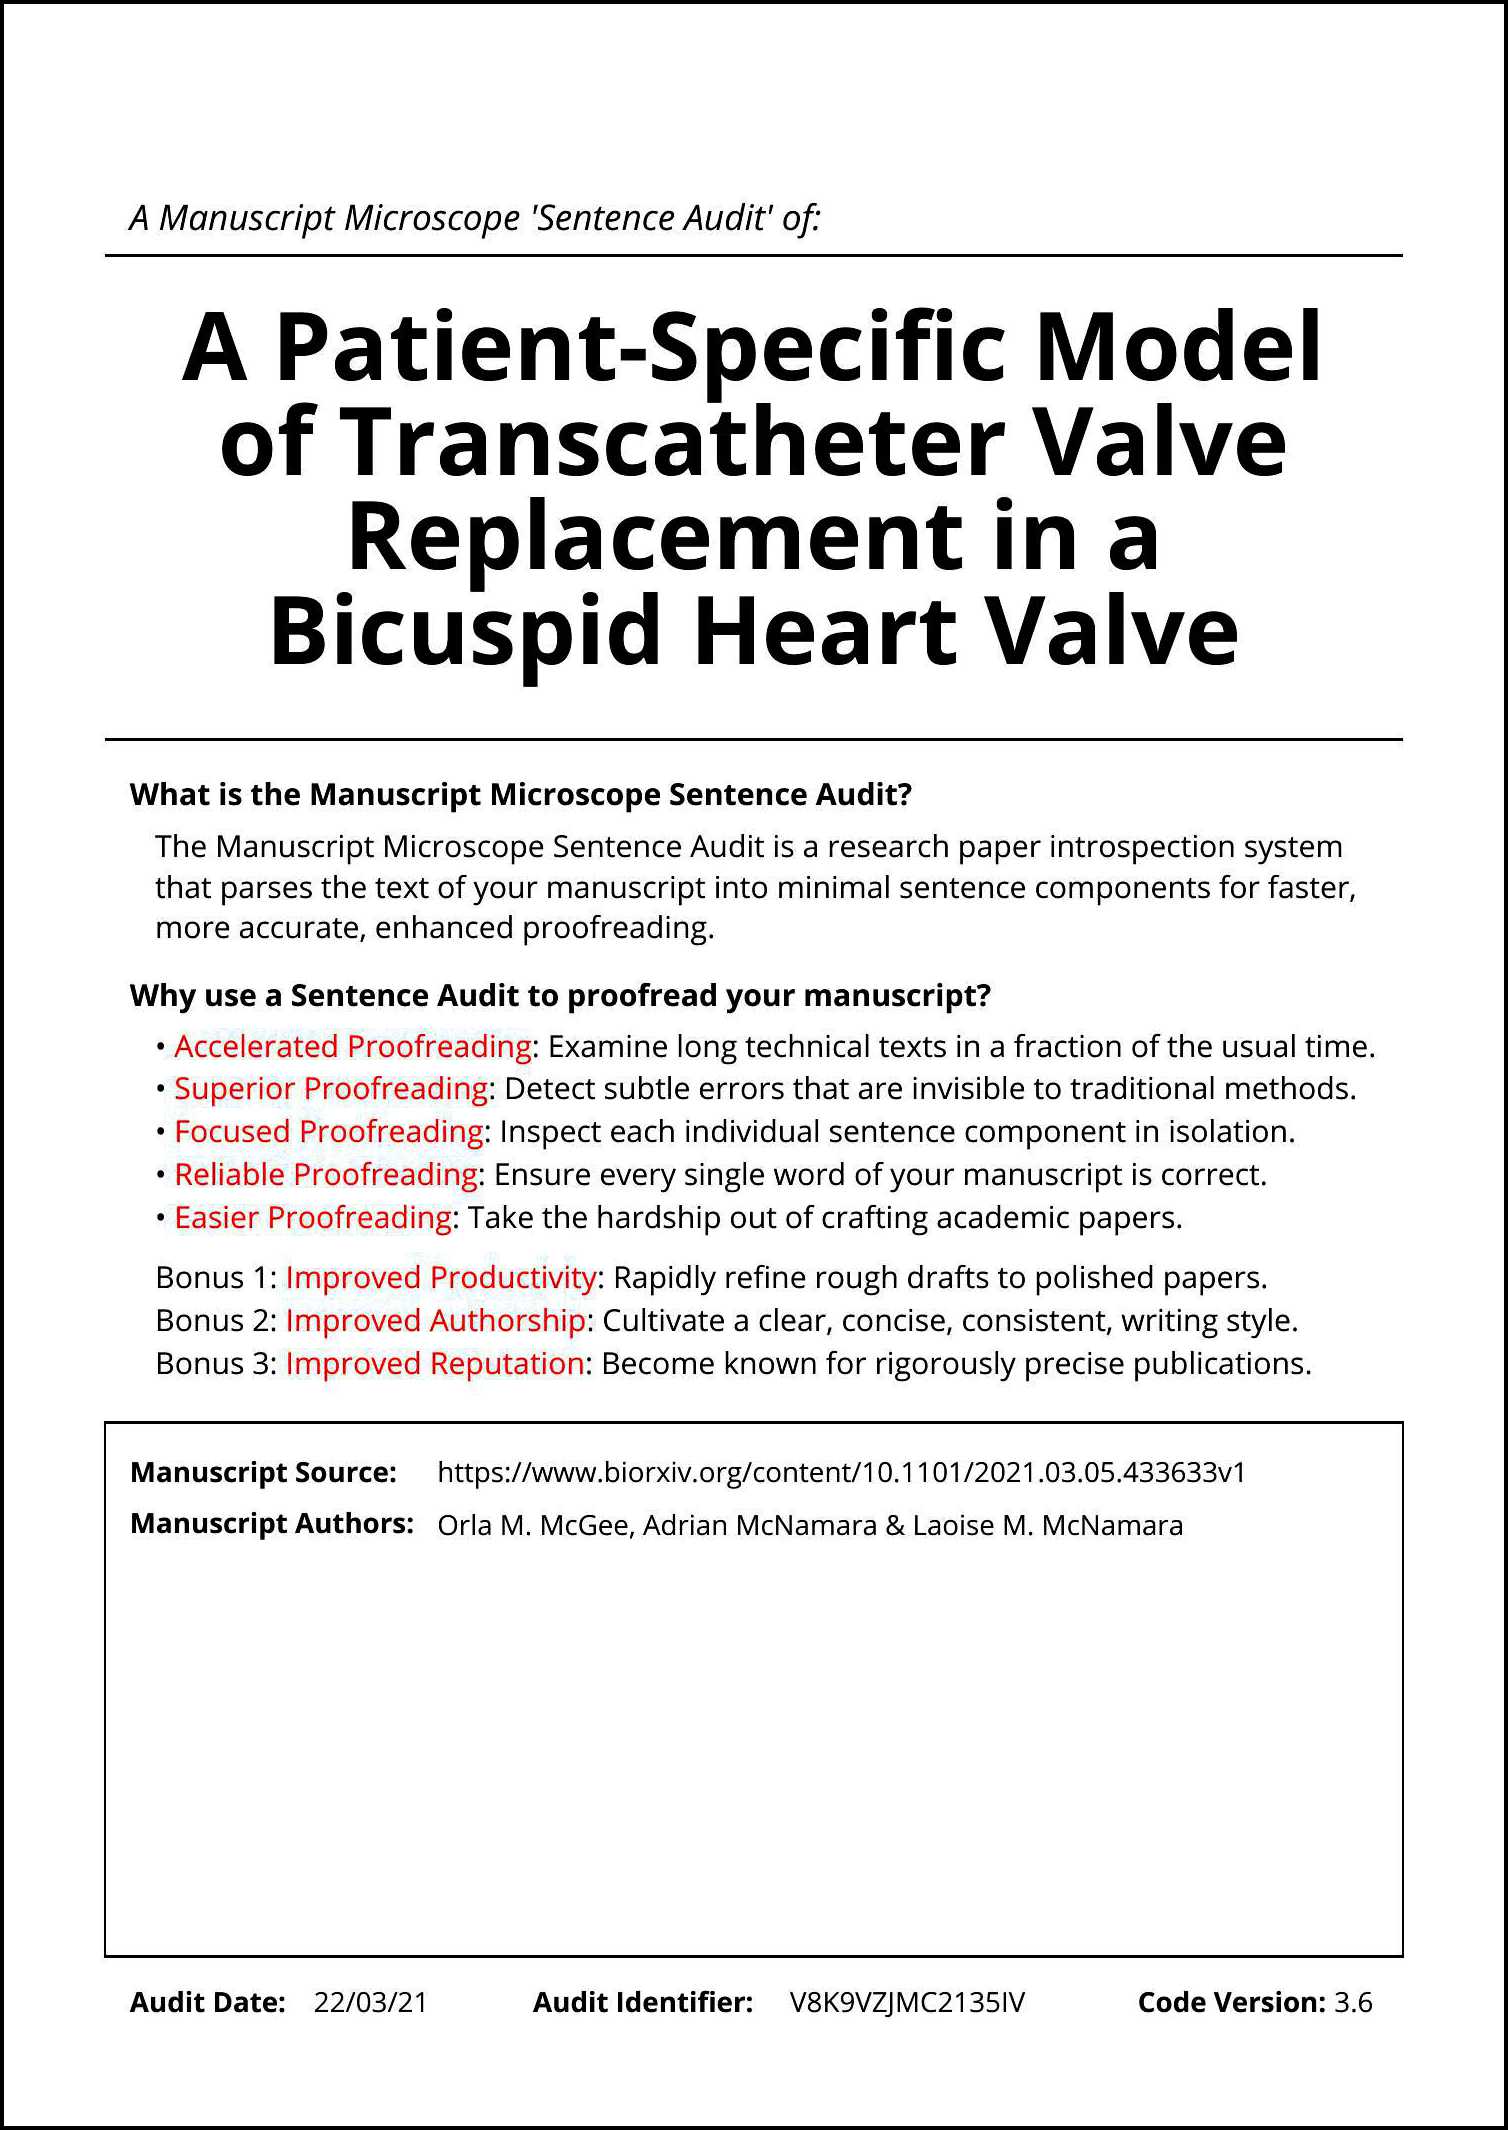 A Manuscript Microscope 'Sentence Audit' of:
A Patient-Specific Model
of Transcatheter Valve
Replacement in a
Bicuspid Heart Valve
What is the Manuscript Microscope Sentence Audit?
The Manuscript Microscope Sentence Audit is a research paper introspection system
that parses the text of your manuscript into minimal sentence components for faster,
more accurate, enhanced proofreading.
Why use a Sentence Audit to proofread your manuscript?
• Accelerated Proofreading: Examine long technical texts in a fraction of the usual time.
• Superior Proofreading: Detect subtle errors that are invisible to traditional methods.
• Focused Proofreading: Inspect each individual sentence component in isolation.
• Reliable Proofreading: Ensure every single word of your manuscript is correct.
• Easier Proofreading: Take the hardship out of crafting academic papers.
Bonus 1: Improved Productivity: Rapidly refine rough drafts to polished papers.
Bonus 2: Improved Authorship: Cultivate a clear, concise, consistent, writing style.
Bonus 3: Improved Reputation: Become known for rigorously precise publications.
Manuscript Source: https://www.biorxiv.org/content/10.1101/2021.03.05.433633v1
Manuscript Authors: Orla M. McGee, Adrian McNamara & Laoise M. McNamara
Audit Date: 22/03/21 Audit Identifier: V8K9VZJMC2135IV Code Version: 3.6